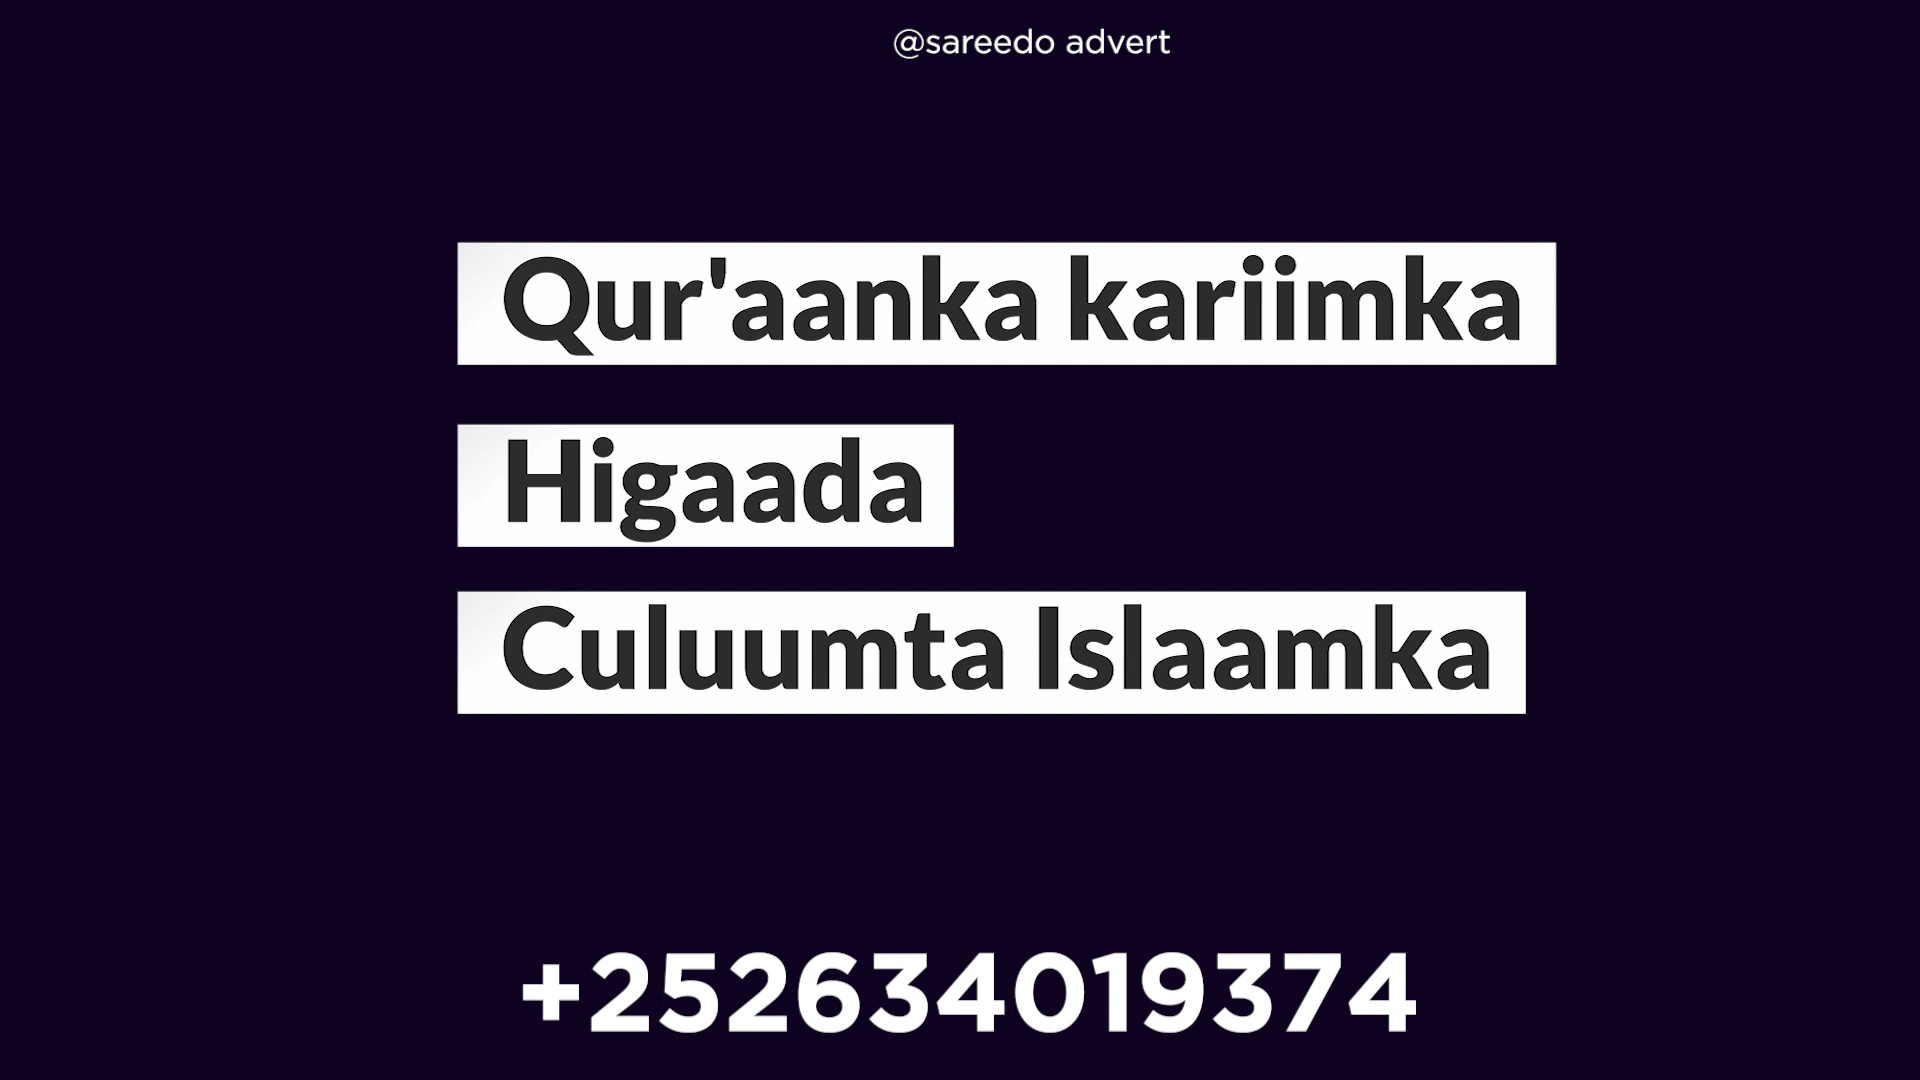 @sareedo advert
Qur'aanka kariimka
Higaada
Culuumta Islaamka
+252634019374